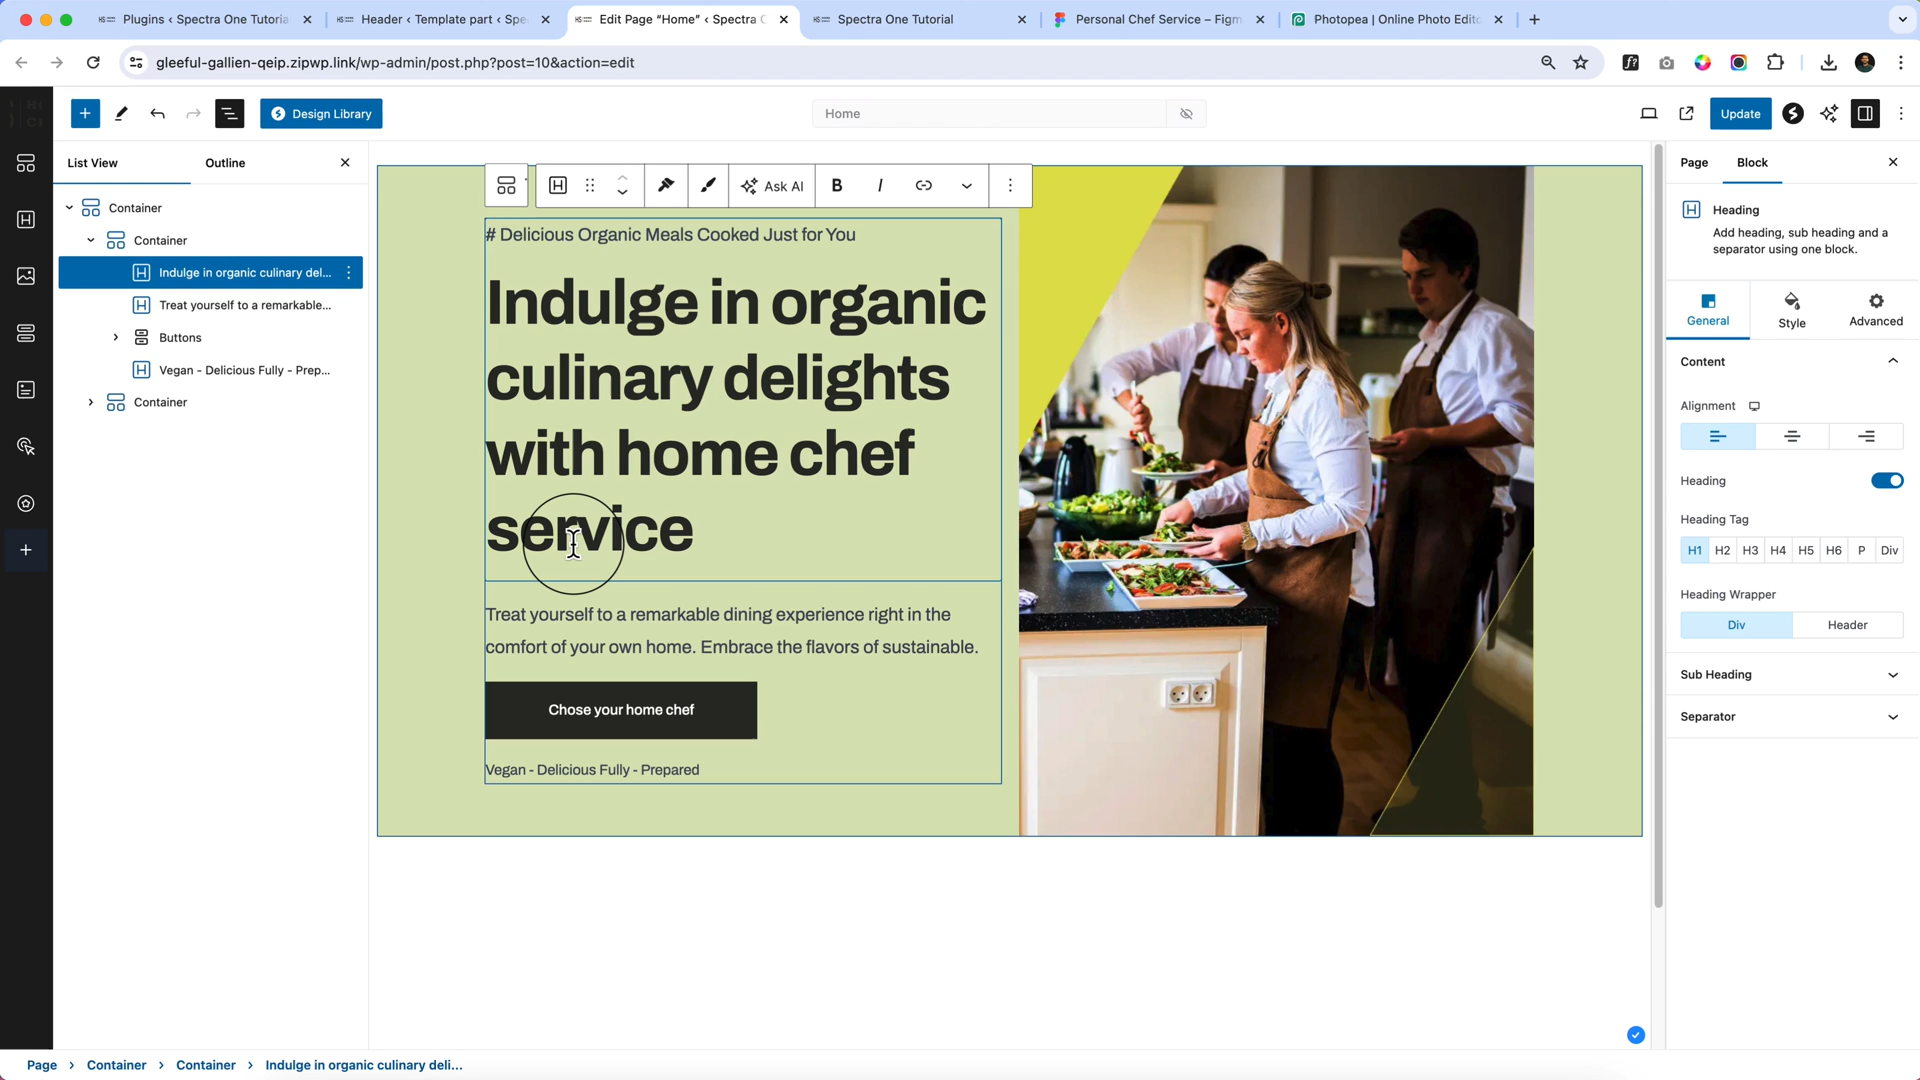 Plugins ‹ Spectra One Tutoria
Header ‹ Template part ‹ Spe
Edit Page “Home” ‹ Spectra O
Spectra One Tutorial
Personal Chef Service – Figm
Photopea | Online Photo Edito
gleeful-gallien-qeip.zipwp.link/wp-admin/post.php?post=10&action=edit
Design Library
Home
Update
List View
Outline
Container
Container
Indulge in organic culinary del...
Treat yourself to a remarkable...
Buttons
Vegan - Delicious Fully - Prep...
Container
Ask AI
B
I
# Delicious Organic Meals Cooked Just for You
Indulge in organic
culinary delights
with home chef
service
Treat yourself to a remarkable dining experience right in the
comfort of your own home. Embrace the flavors of sustainable.
Chose your home chef
Vegan - Delicious Fully - Prepared
Page
Block
Heading
Add heading, sub heading and a
separator using one block.
General
Style
Advanced
Content
Alignment
Heading
Heading Tag
H1 H2 H3 H4 H5 H6 P Div
Heading Wrapper
Div
Header
Sub Heading
Separator
Page > Container > Container > Indulge in organic culinary deli...